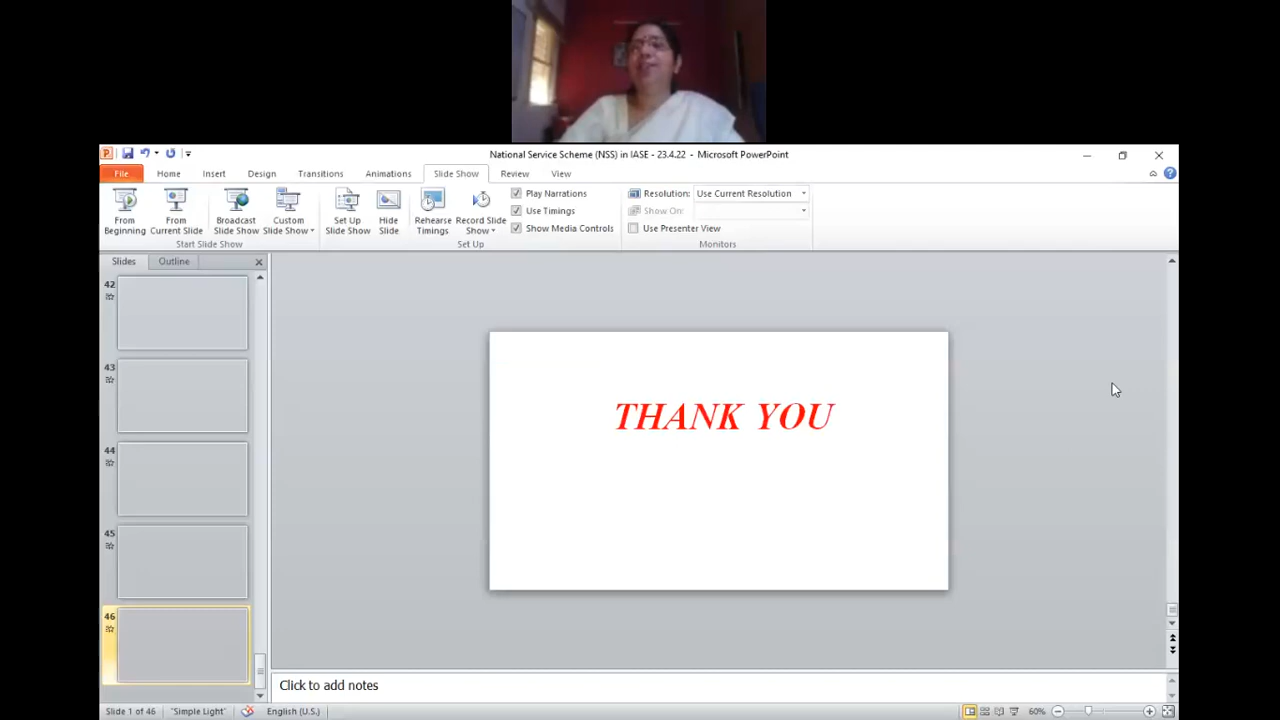 National Service Scheme (NSS) in IASE - 23.4.22 - Microsoft PowerPoint
File Home Insert Design Transitions Animations Slide Show Review View
From Beginning
From Current Slide
Broadcast Slide Show
Custom Slide Show
Start Slide Show
Set Up Slide Show
Hide Slide
Rehearse Timings
Record Slide Show
Play Narrations
Use Timings
Show Media Controls
Set Up
Resolution: Use Current Resolution
Show On:
Use Presenter View
Monitors
Slides Outline
42
43
44
45
46
THANK YOU
Click to add notes
Slide 1 of 46 "Simple Light" English (U.S.) 60%